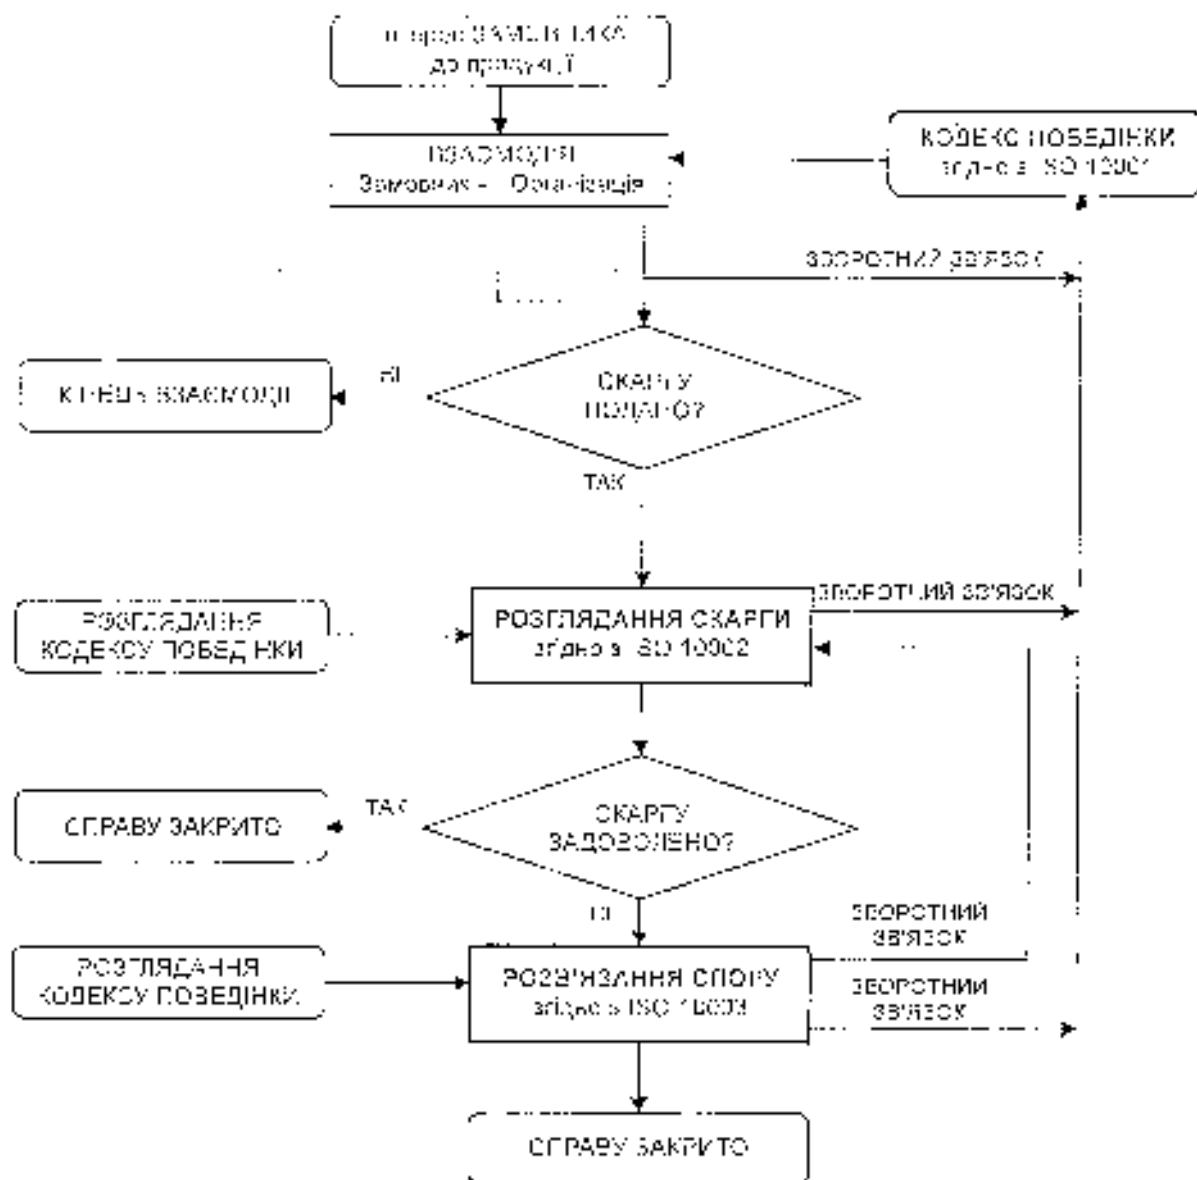 Інтерес ЗАМОВНИКА
до продукції
КОДЕКС ПОВЕДІНКИ
згідно з ISO 10001
ВЗАЄМОДІЯ
Замовник – Організація
ЗВОРОТНИЙ ЗВ'ЯЗОК
КІНЕЦЬ ВЗАЄМОДІЇ
НІ
СКАРГУ
ПОДАНО?
ТАК
РОЗГЛЯДАННЯ
КОДЕКСУ ПОВЕДІНКИ
РОЗГЛЯДАННЯ СКАРГИ
згідно з ISO 10002
ЗВОРОТНИЙ ЗВ'ЯЗОК
СПРАВУ ЗАКРИТО
ТАК
СКАРГУ
ЗАДОВОЛЕНО?
НІ
ЗВОРОТНИЙ
ЗВ'ЯЗОК
РОЗГЛЯДАННЯ
КОДЕКСУ ПОВЕДІНКИ
РОЗВ'ЯЗАННЯ СПОРУ
згідно з ISO 10003
ЗВОРОТНИЙ
ЗВ'ЯЗОК
СПРАВУ ЗАКРИТО